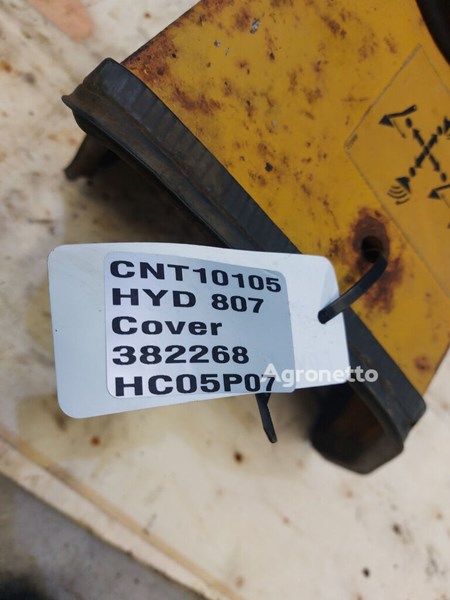 CNT10105
HYD 807
Cover
382268
HC05P07
Agronetto